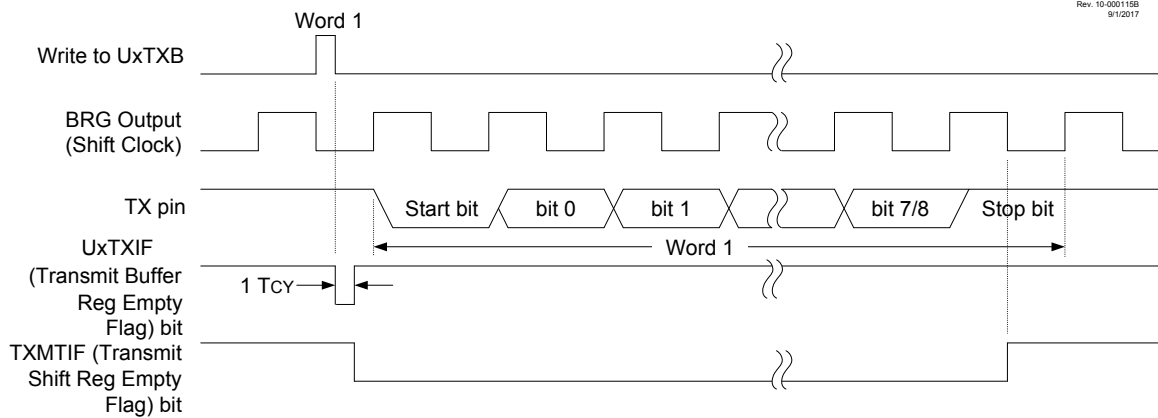 Rev. 10-000115B
9/1/2017
Word 1
Write to UxTXB
BRG Output
(Shift Clock)
TX pin
Start bit
bit 0
bit 1
bit 7/8
Stop bit
Word 1
UxTXIF
(Transmit Buffer
Reg Empty
Flag) bit
1 TCY
TXMTIF (Transmit
Shift Reg Empty
Flag) bit